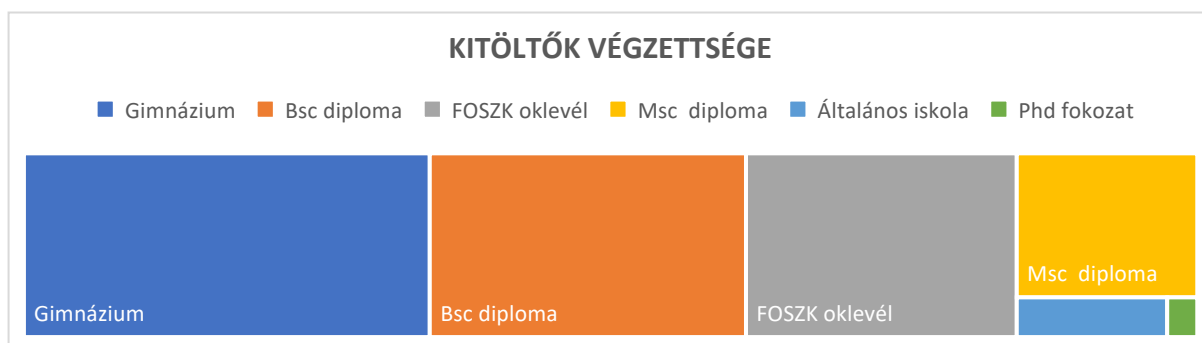 KITÖLTŐK VÉGZETTSÉGE
Gimnázium Bsc diploma FOSZK oklevél Msc diploma Általános iskola Phd fokozat
Msc diploma
Gimnázium Bsc diploma FOSZK oklevél